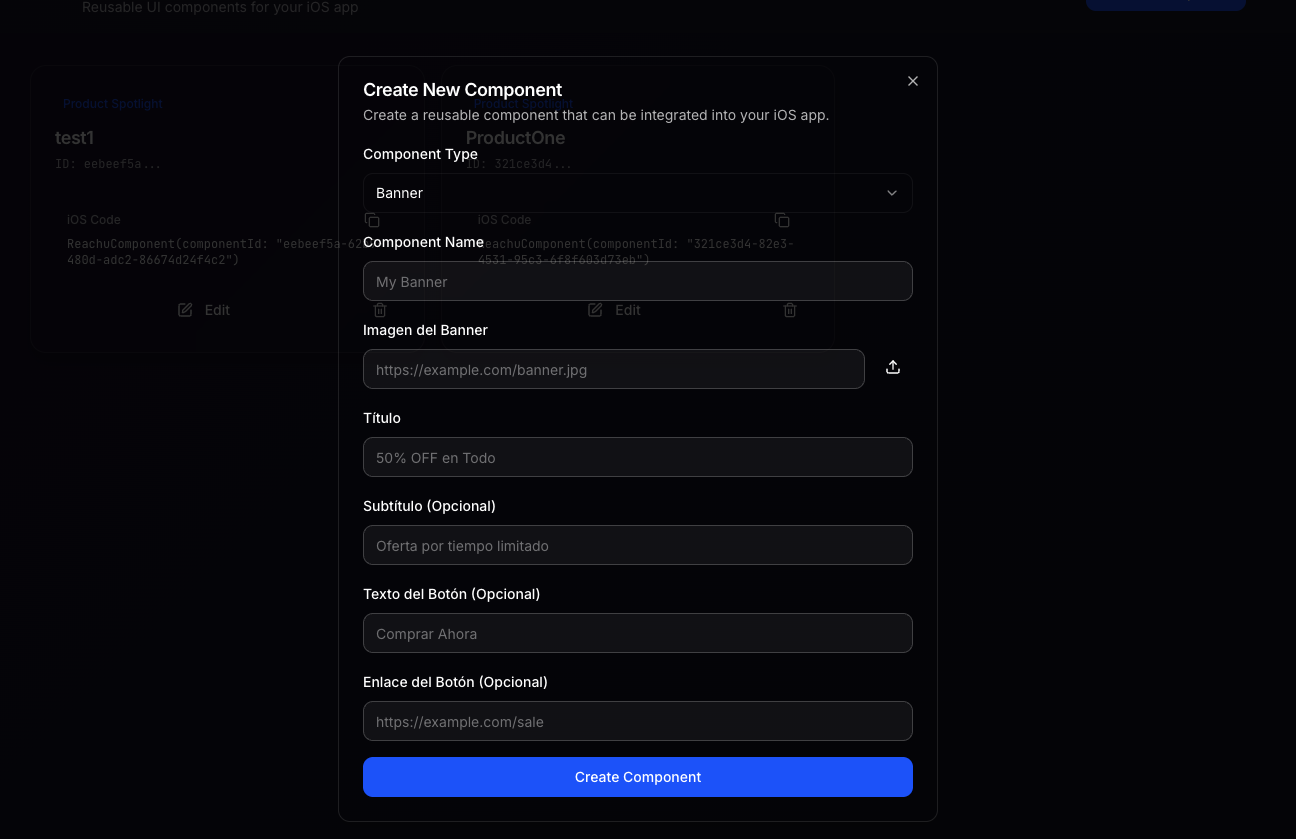 Reusable UI components for your iOS app
Create New Component
Create a reusable component that can be integrated into your iOS app.
Component Type
Banner
Component Name
My Banner
Imagen del Banner
https://example.com/banner.jpg
Título
50% OFF en Todo
Subtítulo (Opcional)
Oferta por tiempo limitado
Texto del Botón (Opcional)
Comprar Ahora
Enlace del Botón (Opcional)
https://example.com/sale
Create Component
Product Spotlight
test1
ID: eebeef5a...
iOS Code
ReachuComponent(componentId: "eebeef5a-62
480d-adc2-86674d24f4c2")
Edit
Product Spotlight
ProductOne
ID: 321ce3d4...
iOS Code
ReachuComponent(componentId: "321ce3d4-82e3-
4531-95c3-6f8f603d73eb")
Edit